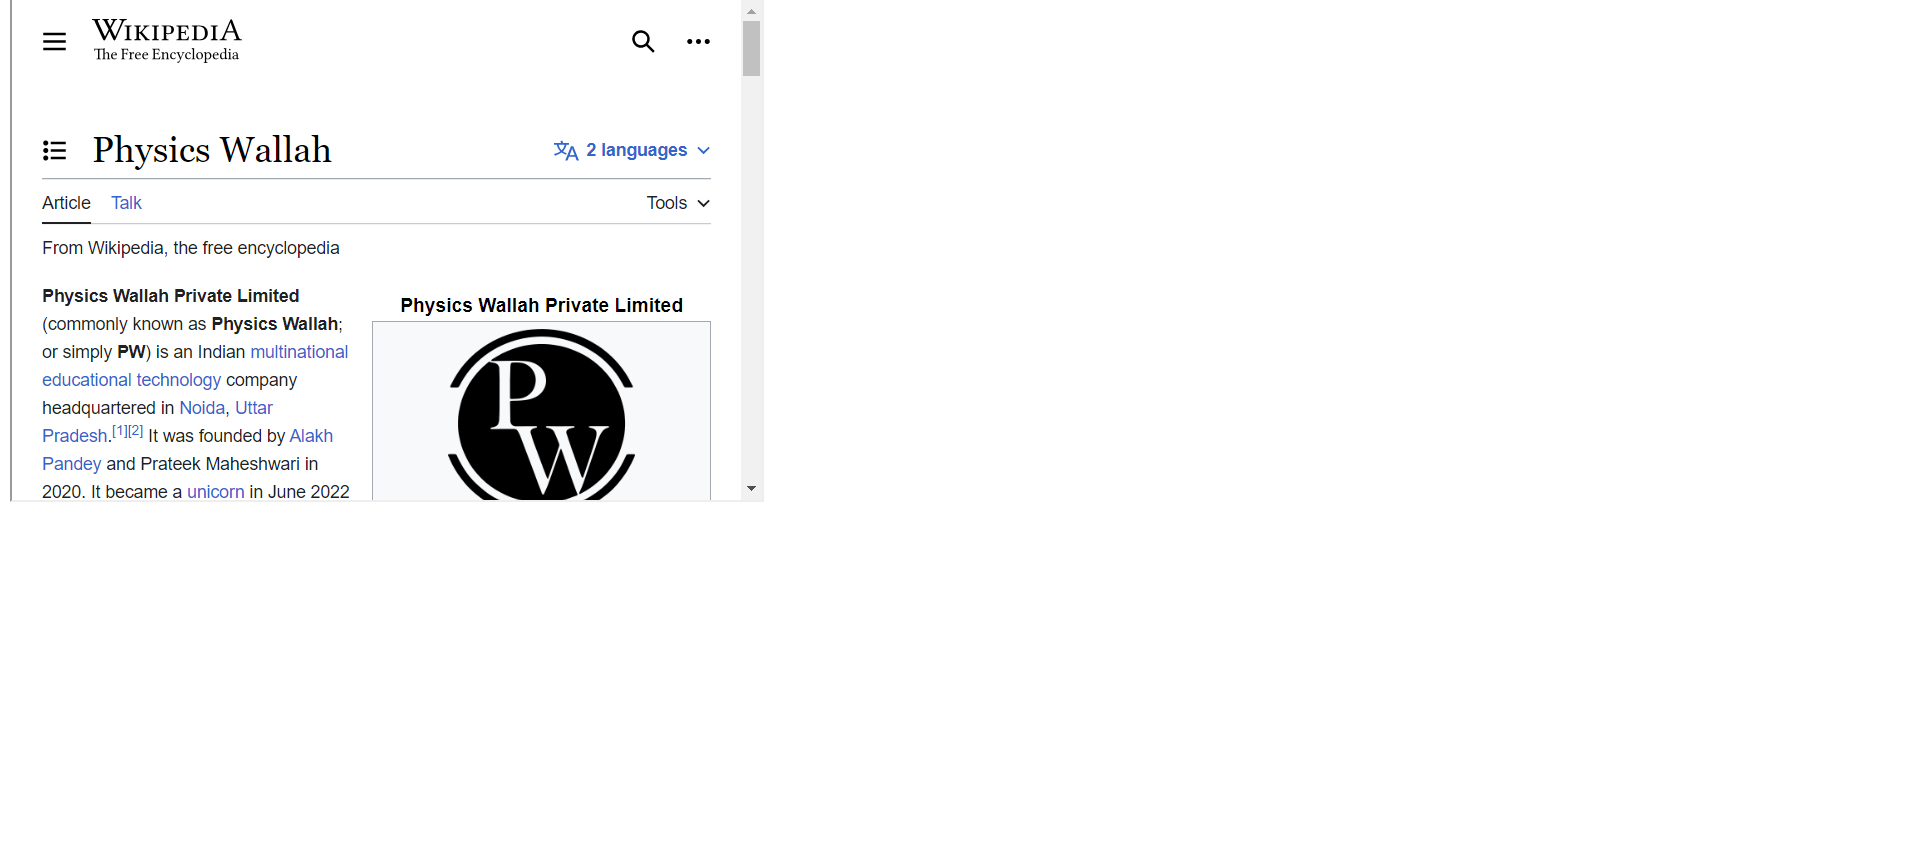 WIKIPEDIA
The Free Encyclopedia
Physics Wallah
2 languages
Article Talk Tools
From Wikipedia, the free encyclopedia
Physics Wallah Private Limited
(commonly known as Physics Wallah;
or simply PW) is an Indian multinational
educational technology company
headquartered in Noida, Uttar
Pradesh.[1][2] It was founded by Alakh
Pandey and Prateek Maheshwari in
2020. It became a unicorn in June 2022
Physics Wallah Private Limited
PW